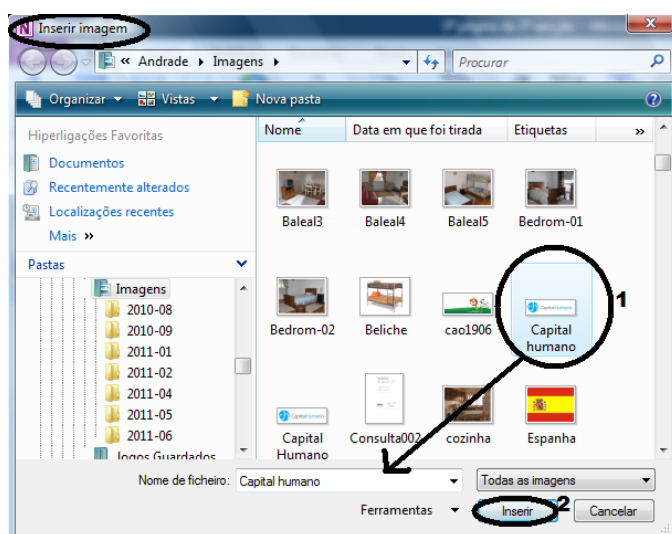 Inserir imagem
« Andrade Imagens
Procurar
Organizar Vistas Nova pasta
Hiperligações Favoritas
Documentos
Recentemente alterados
Localizações recentes
Mais »
Pastas
Imagens
2010-08
2010-09
2011-01
2011-02
2011-04
2011-05
2011-06
Jogos Guardados
Nome Data em que foi tirada Etiquetas »
Baleal3 Baleal4 Baleal5 Bedrom-01
1
Bedrom-02 Beliche cao1906 Capital
humano
Capital Consulta002 cozinha Espanha
Humano
Nome de ficheiro: Capital humano Todas as imagens
Ferramentas Inserir 2 Cancelar